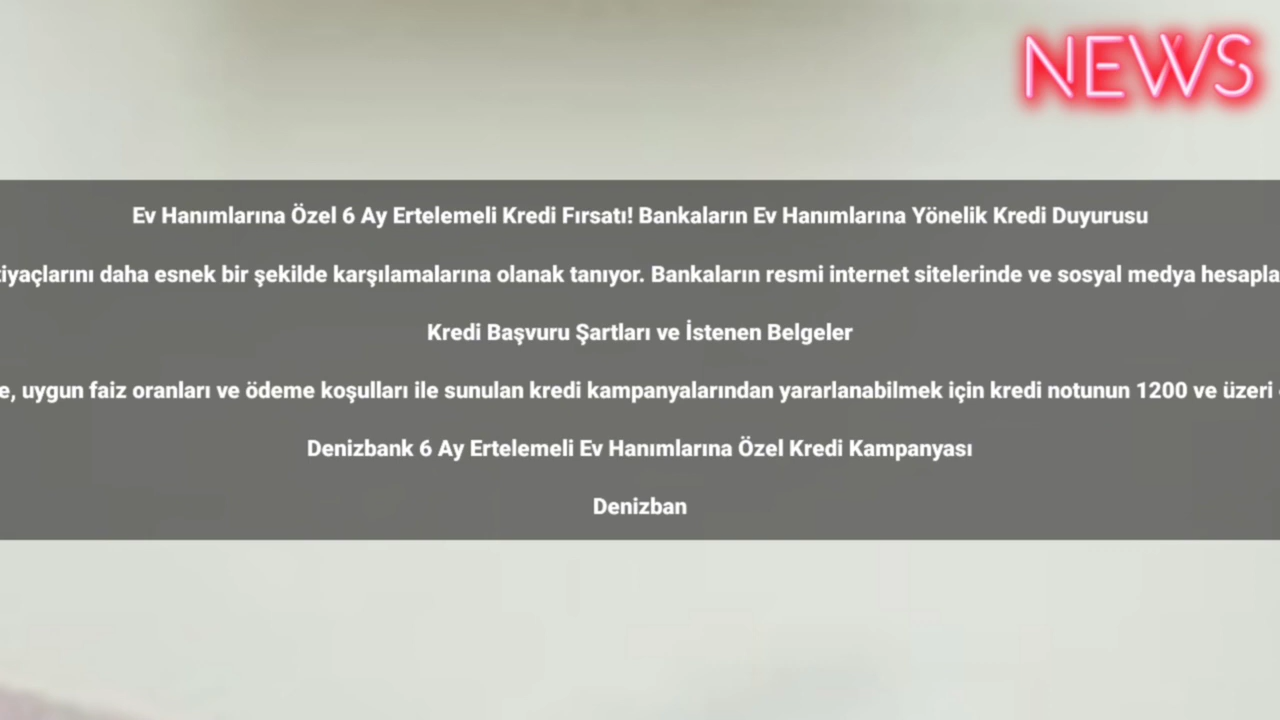 NEWS
Ev Hanımlarına Özel 6 Ay Ertelemeli Kredi Fırsatı! Bankaların Ev Hanımlarına Yönelik Kredi Duyurusu
tiyaçlarını daha esnek bir şekilde karşılamalarına olanak tanıyor. Bankaların resmi internet sitelerinde ve sosyal medya hesapla
Kredi Başvuru Şartları ve İstenen Belgeler
e, uygun faiz oranları ve ödeme koşulları ile sunulan kredi kampanyalarından yararlanabilmek için kredi notunun 1200 ve üzeri
Denizbank 6 Ay Ertelemeli Ev Hanımlarına Özel Kredi Kampanyası
Denizban